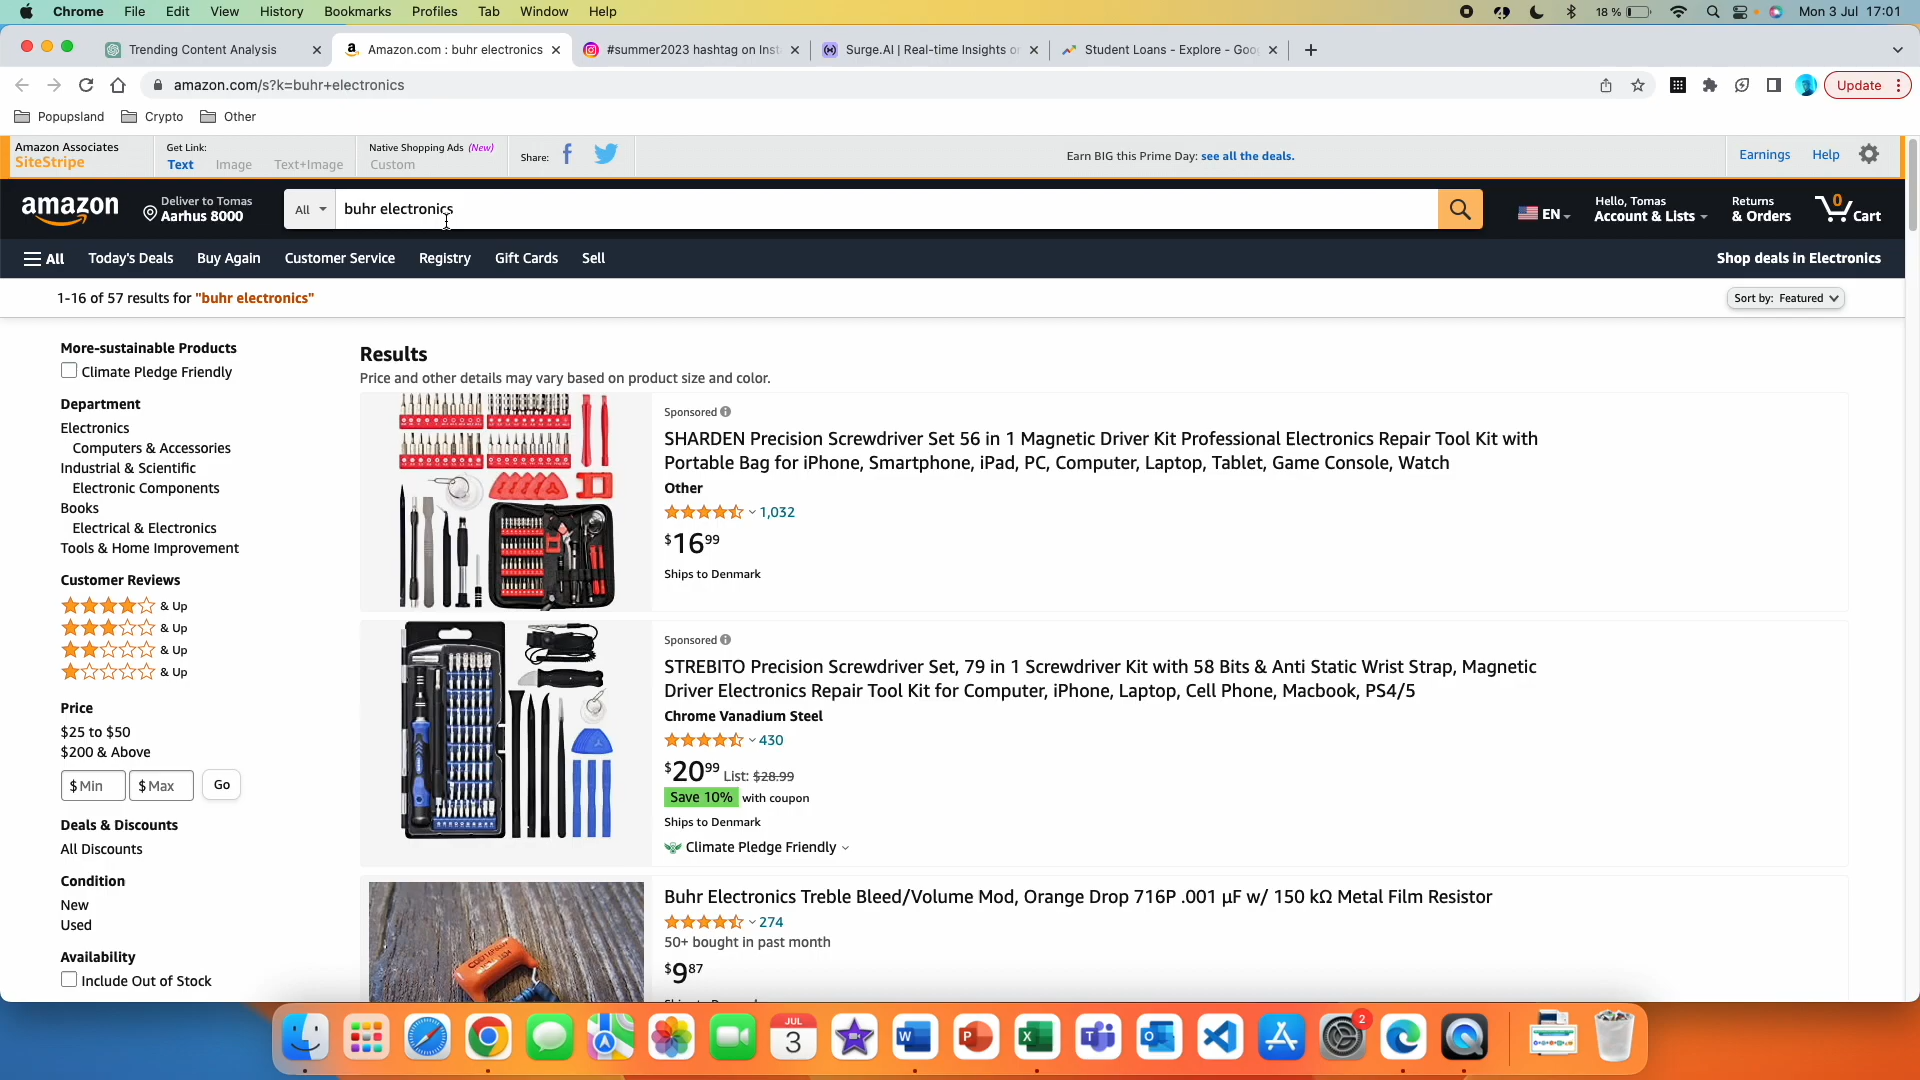 Chrome File Edit View History Bookmarks Profiles Tab Window Help 18 % Mon 3 Jul 17:01
Trending Content Analysis Amazon.com : buhr electronics #summer2023 hashtag on Inst Surge.AI | Real-time Insights on Student Loans - Explore - Goo
amazon.com/s?k=buhr+electronics Update
Popupsland Crypto Other
Amazon Associates
SiteStripe
Get Link:
Text Image Text+Image
Native Shopping Ads (New)
Custom
Share:
Earn BIG this Prime Day: see all the deals.
Earnings Help
amazon
Deliver to Tomas
Aarhus 8000
All buhr electronics
EN
Hello, Tomas
Account & Lists
Returns
& Orders
0
Cart
All Today's Deals Buy Again Customer Service Registry Gift Cards Sell Shop deals in Electronics
1-16 of 57 results for "buhr electronics" Sort by: Featured
More-sustainable Products
Climate Pledge Friendly
Department
Electronics
Computers & Accessories
Industrial & Scientific
Electronic Components
Books
Electrical & Electronics
Tools & Home Improvement
Customer Reviews
& Up
& Up
& Up
& Up
Price
$25 to $50
$200 & Above
$ Min $ Max Go
Deals & Discounts
All Discounts
Condition
New
Used
Availability
Include Out of Stock
Results
Price and other details may vary based on product size and color.
Sponsored
SHARDEN Precision Screwdriver Set 56 in 1 Magnetic Driver Kit Professional Electronics Repair Tool Kit with
Portable Bag for iPhone, Smartphone, iPad, PC, Computer, Laptop, Tablet, Game Console, Watch
Other
1,032
$16.99
Ships to Denmark
Sponsored
STREBITO Precision Screwdriver Set, 79 in 1 Screwdriver Kit with 58 Bits & Anti Static Wrist Strap, Magnetic
Driver Electronics Repair Tool Kit for Computer, iPhone, Laptop, Cell Phone, Macbook, PS4/5
Chrome Vanadium Steel
430
$20.99 List: $28.99
Save 10% with coupon
Ships to Denmark
Climate Pledge Friendly
Buhr Electronics Treble Bleed/Volume Mod, Orange Drop 716P .001 µF w/ 150 kΩ Metal Film Resistor
274
50+ bought in past month
$9.87
JUL
3
2